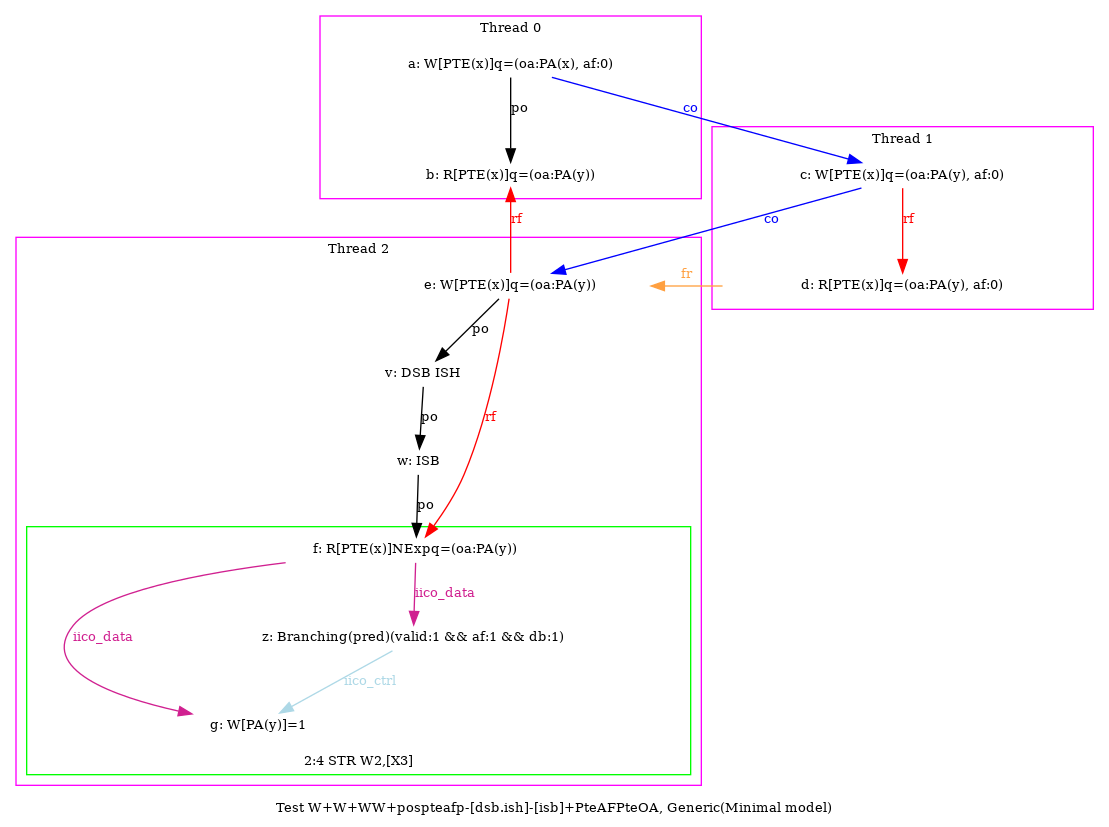 Thread 0
a: W[PTE(x)]q=(oa:PA(x), af:0)
po
co
b: R[PTE(x)]q=(oa:PA(y))
Thread 1
c: W[PTE(x)]q=(oa:PA(y), af:0)
rf
co
rf
Thread 2
e: W[PTE(x)]q=(oa:PA(y))
fr
d: R[PTE(x)]q=(oa:PA(y), af:0)
po
v: DSB ISH
po
rf
w: ISB
po
f: R[PTE(x)]NExpq=(oa:PA(y))
iico_data
iico_data
z: Branching(pred)(valid:1 && af:1 && db:1)
iico_ctrl
g: W[PA(y)]=1
2:4 STR W2,[X3]
Test W+W+WW+pospteafp-[dsb.ish]-[isb]+PteAFPteOA, Generic(Minimal model)